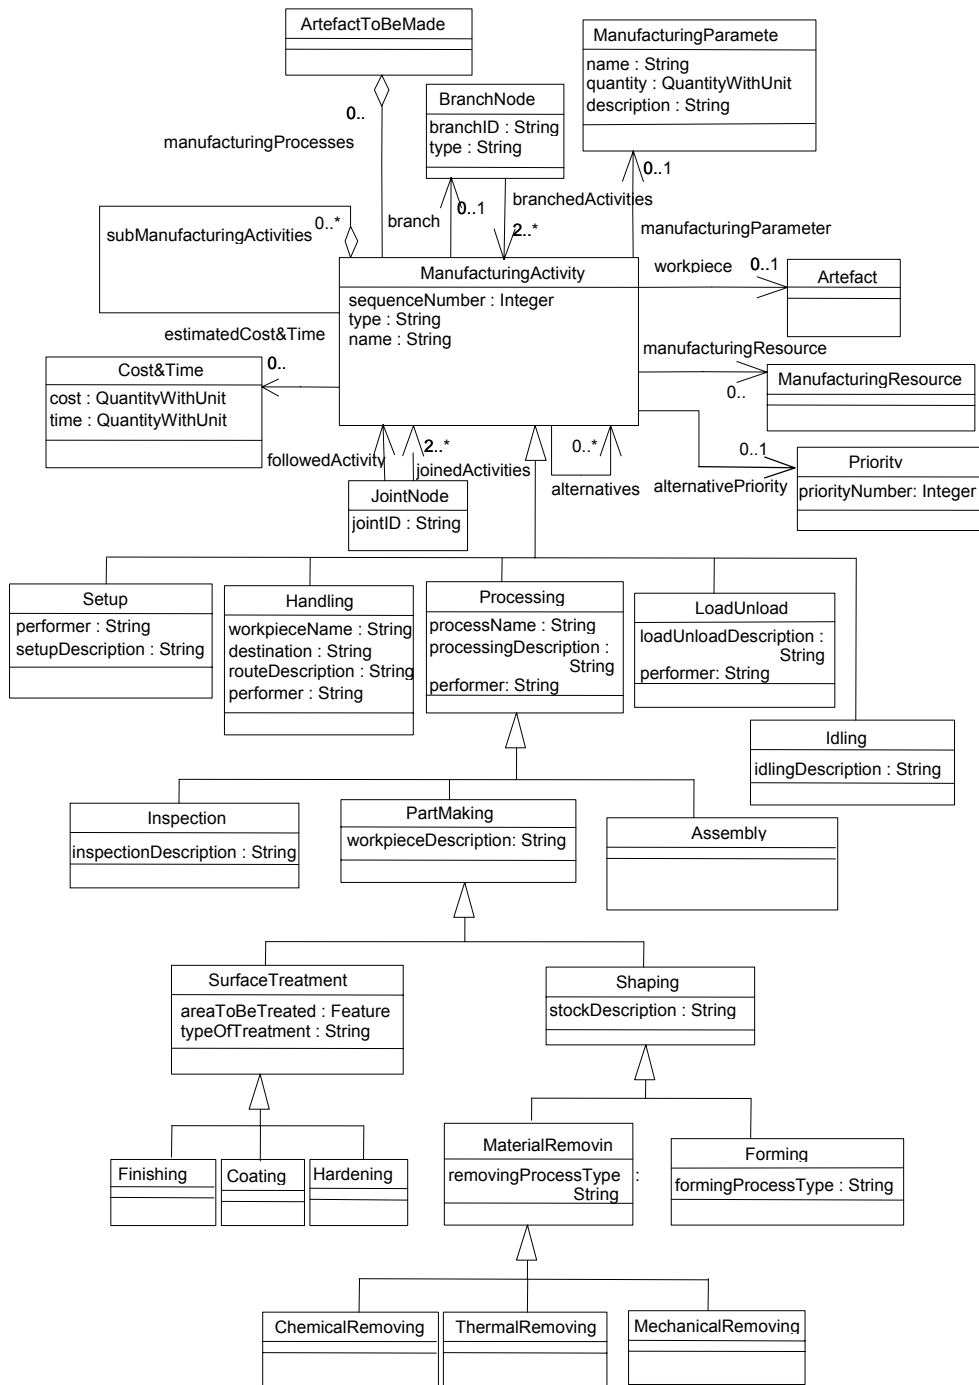 ArtefactToBeMade
ManufacturingParamete
name : String
quantity : QuantityWithUnit
description : String
BranchNode
branchID : String
type : String
0..
manufacturingProcesses
0..1
branchedActivities
0..1
branch
0..*
subManufacturingActivities
2..*
manufacturingParameter
ManufacturingActivity
sequenceNumber : Integer
type : String
name : String
workpiece
0..1
Artefact
estimatedCost&Time
manufacturingResource
0..
Cost&Time
cost : QuantityWithUnit
time : QuantityWithUnit
0..
ManufacturingResource
followedActivity
2..*
joinedActivities
0..*
alternatives
0..1
alternativePriority
Priority
priorityNumber: Integer
JointNode
jointID : String
Setup
performer : String
setupDescription : String
Handling
workpieceName : String
destination : String
routeDescription : String
performer : String
Processing
processName : String
processingDescription :
String
performer: String
LoadUnload
loadUnloadDescription :
String
performer: String
Idling
idlingDescription : String
Inspection
inspectionDescription : String
PartMaking
workpieceDescription: String
Assembly
SurfaceTreatment
areaToBeTreated : Feature
typeOfTreatment : String
Shaping
stockDescription : String
MaterialRemovin
removingProcessType :
String
Forming
formingProcessType : String
Finishing
Coating
Hardening
ChemicalRemoving
ThermalRemoving
MechanicalRemoving